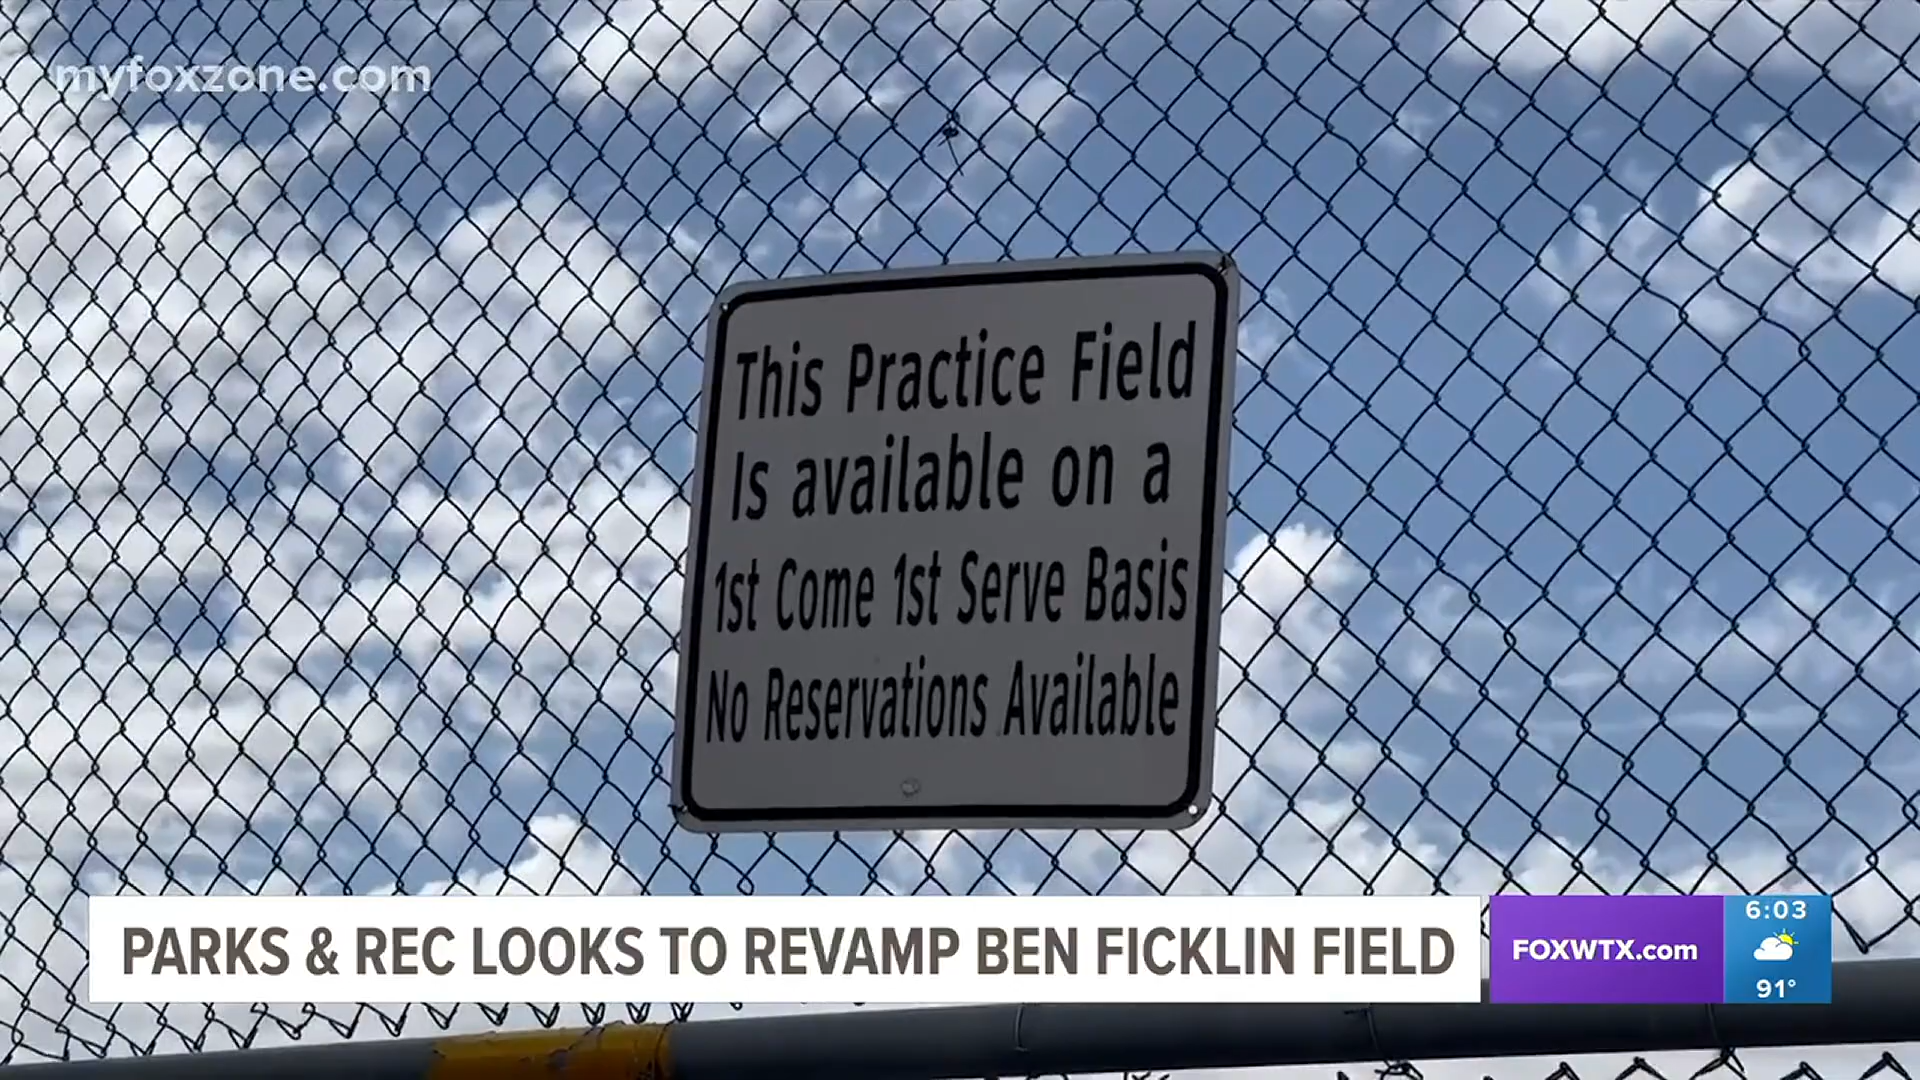 myfoxzone.com
This Practice Field
Is available on a
1st Come 1st Serve Basis
No Reservations Available
PARKS & REC LOOKS TO REVAMP BEN FICKLIN FIELD
FOXWTX.com
6:03
91°